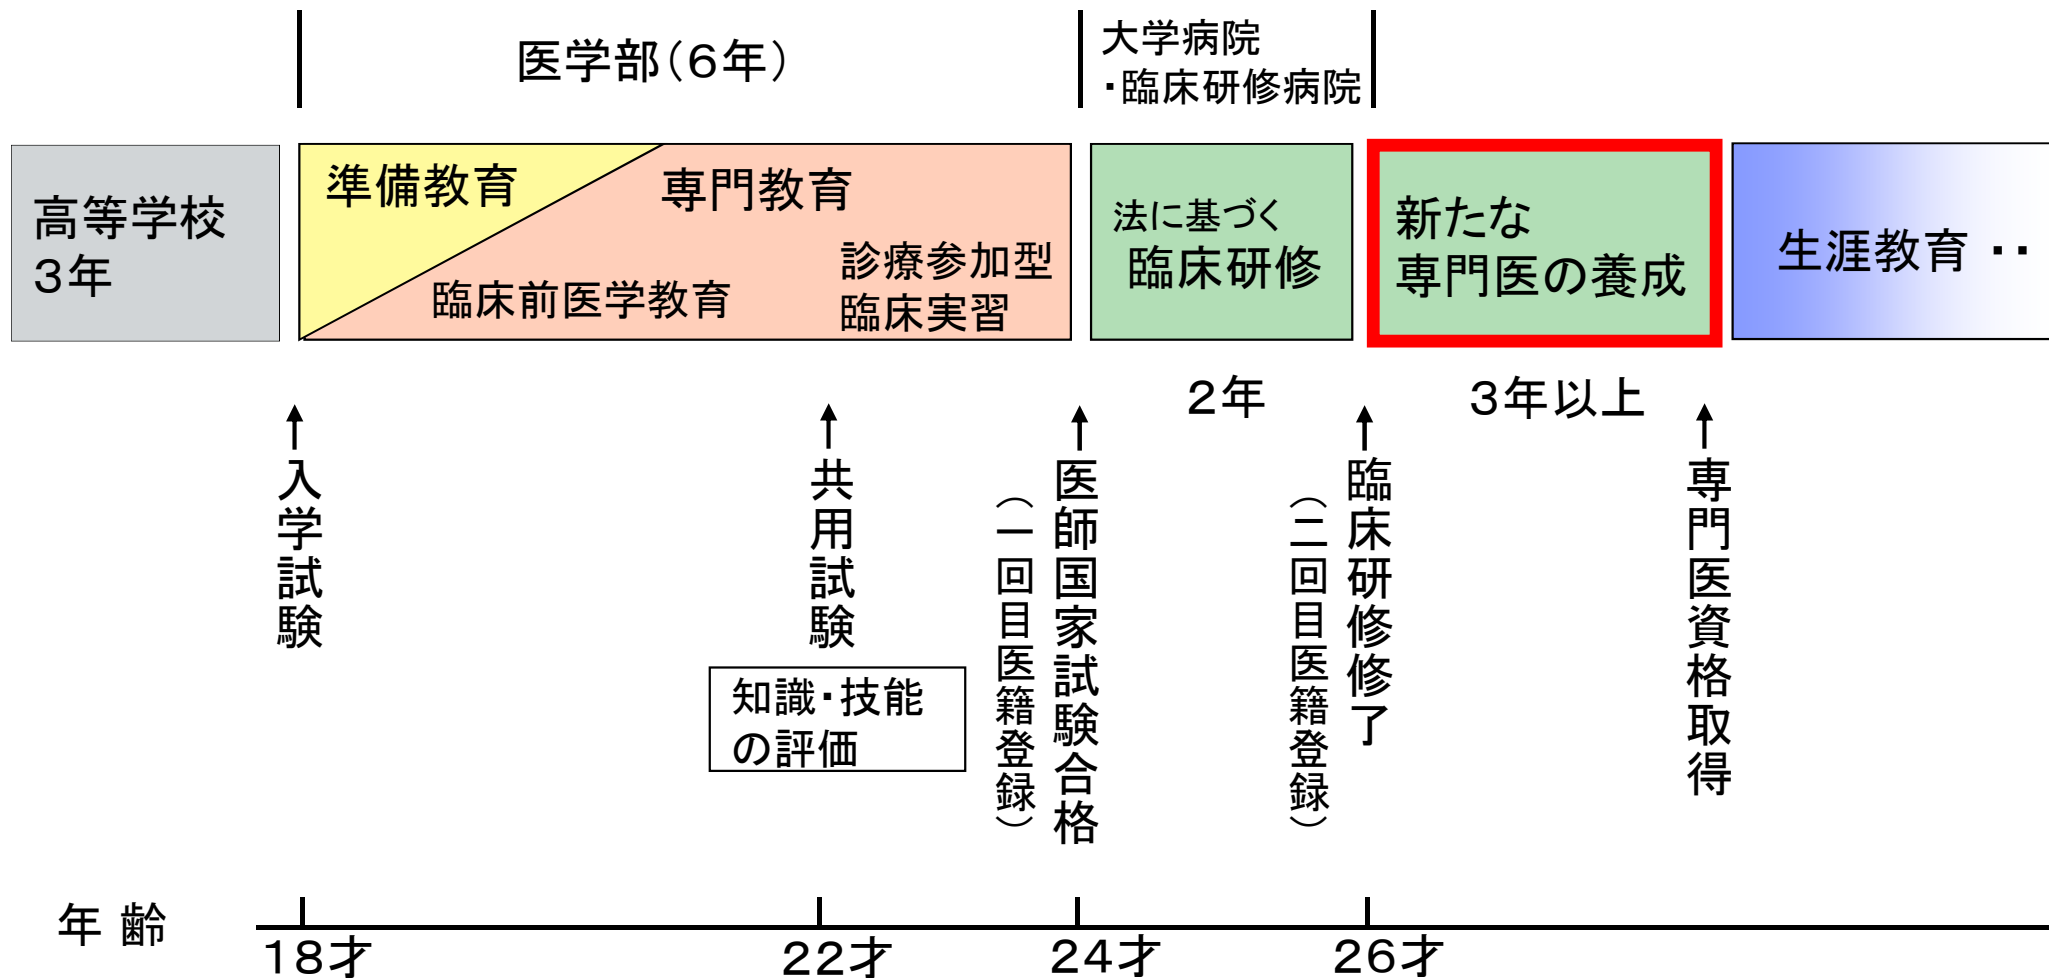 医学部(6年)
大学病院
・臨床研修病院
高等学校
3年
準備教育
専門教育
臨床前医学教育
診療参加型
臨床実習
法に基づく
臨床研修
新たな
専門医の養成
生涯教育 ・・
2年
3年以上
入学試験
共用試験
知識・技能
の評価
医師国家試験合格
(一回目医籍登録)
臨床研修修了
(二回目医籍登録)
専門医資格取得
年 齢
18才
22才
24才
26才